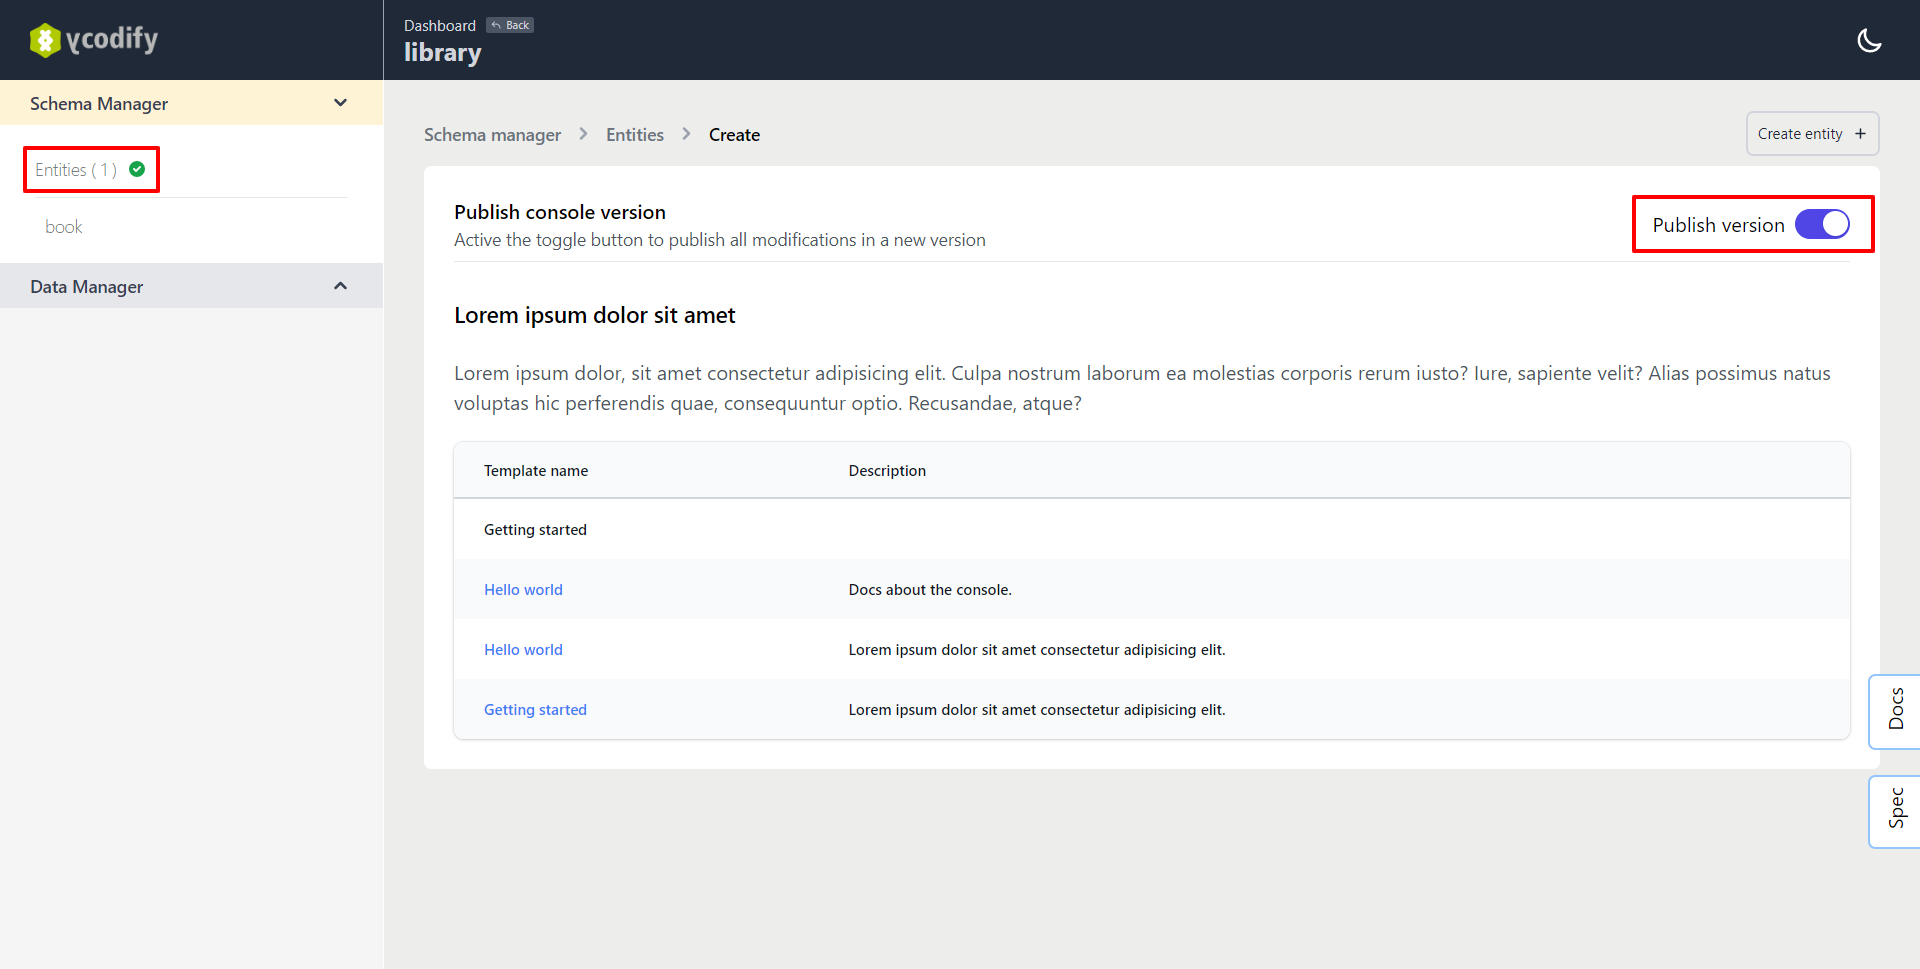 ycodify
Dashboard Back
library
Schema Manager
Entities ( 1 )
book
Data Manager
Schema manager Entities Create
Create entity +
Publish console version
Active the toggle button to publish all modifications in a new version
Publish version
Lorem ipsum dolor sit amet
Lorem ipsum dolor, sit amet consectetur adipisicing elit. Culpa nostrum laborum ea molestias corporis rerum iusto? Iure, sapiente velit? Alias possimus natus
voluptas hic perferendis quae, consequuntur optio. Recusandae, atque?
Template name Description
Getting started
Hello world Docs about the console.
Hello world Lorem ipsum dolor sit amet consectetur adipisicing elit.
Getting started Lorem ipsum dolor sit amet consectetur adipisicing elit.
Docs
Spec